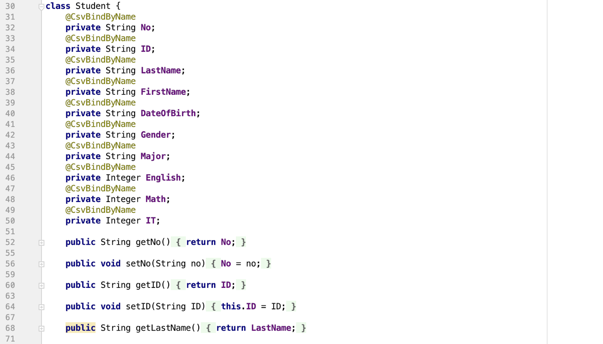 30 class Student {
31 @CsvBindByName
32 private String No;
33 @CsvBindByName
34 private String ID;
35 @CsvBindByName
36 private String LastName;
37 @CsvBindByName
38 private String FirstName;
39 @CsvBindByName
40 private String DateOfBirth;
41 @CsvBindByName
42 private String Gender;
43 @CsvBindByName
44 private String Major;
45 @CsvBindByName
46 private Integer English;
47 @CsvBindByName
48 private Integer Math;
49 @CsvBindByName
50 private Integer IT;
51
52 public String getNo() { return No; }
55
56 public void setNo(String no) { No = no; }
59
60 public String getID() { return ID; }
63
64 public void setID(String ID) { this.ID = ID; }
67
68 public String getLastName() { return LastName; }
71